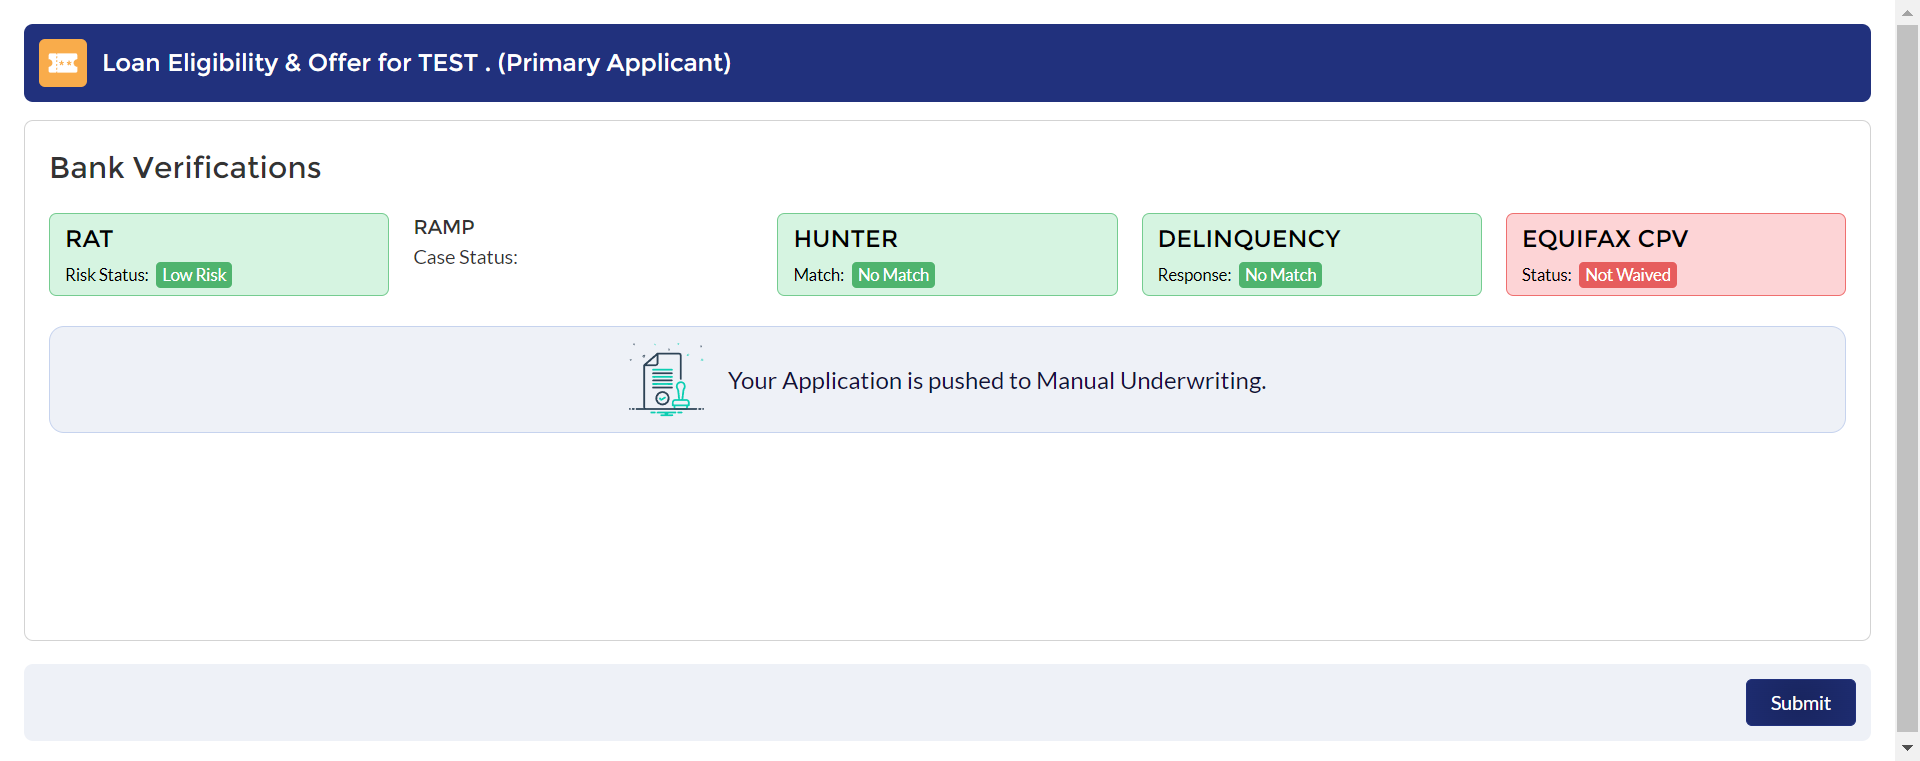 Loan Eligibility & Offer for TEST . (Primary Applicant)
Bank Verifications
RAT
Risk Status: Low Risk
RAMP
Case Status:
HUNTER
Match: No Match
DELINQUENCY
Response: No Match
EQUIFAX CPV
Status: Not Waived
Your Application is pushed to Manual Underwriting.
Submit